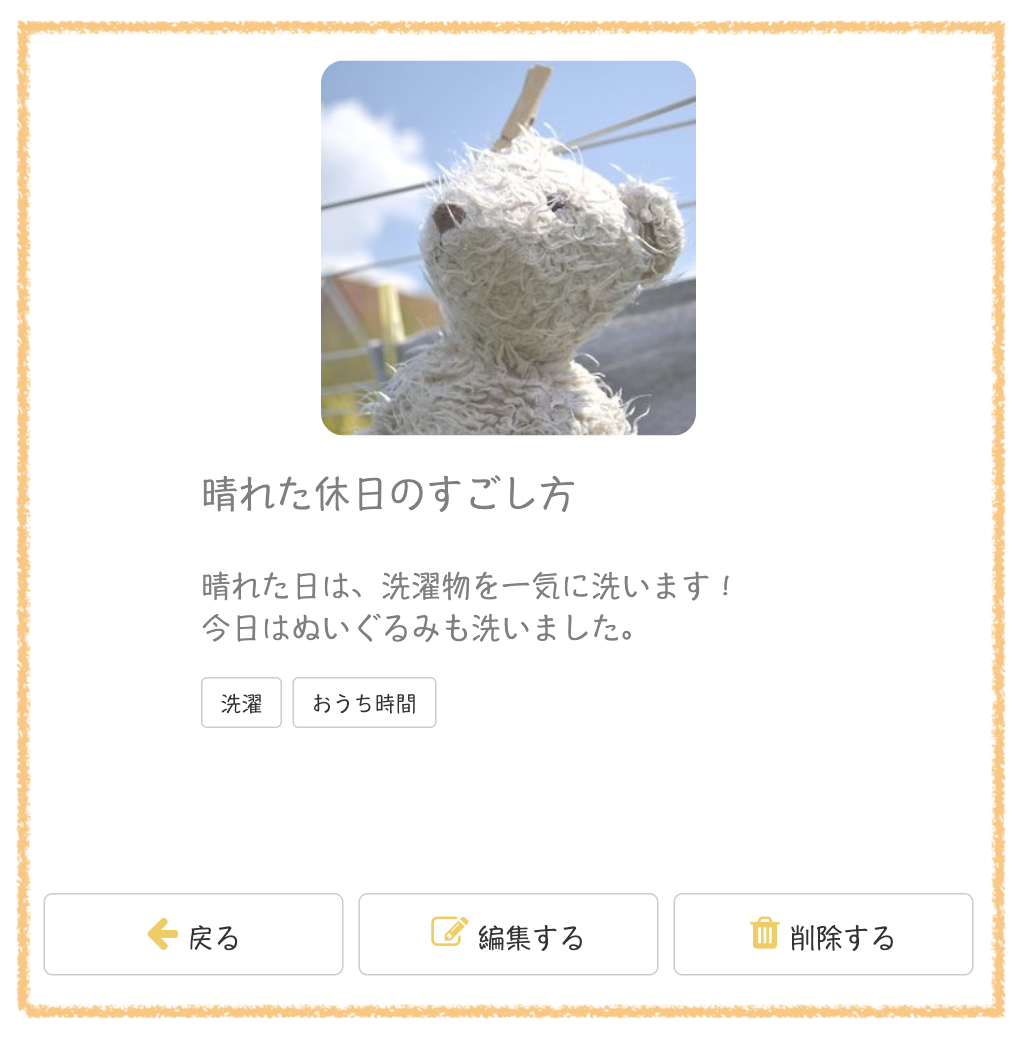 晴れた休日のすごし方
晴れた日は、洗濯物を一気に洗います！
今日はぬいぐるみも洗いました。
洗濯 おうち時間
戻る 編集する 削除する